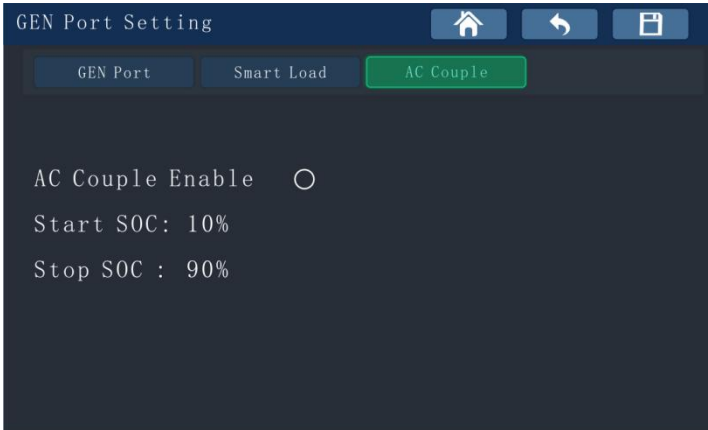 GEN Port Setting
GEN Port Smart Load AC Couple
AC Couple Enable
Start SOC: 10%
Stop SOC : 90%